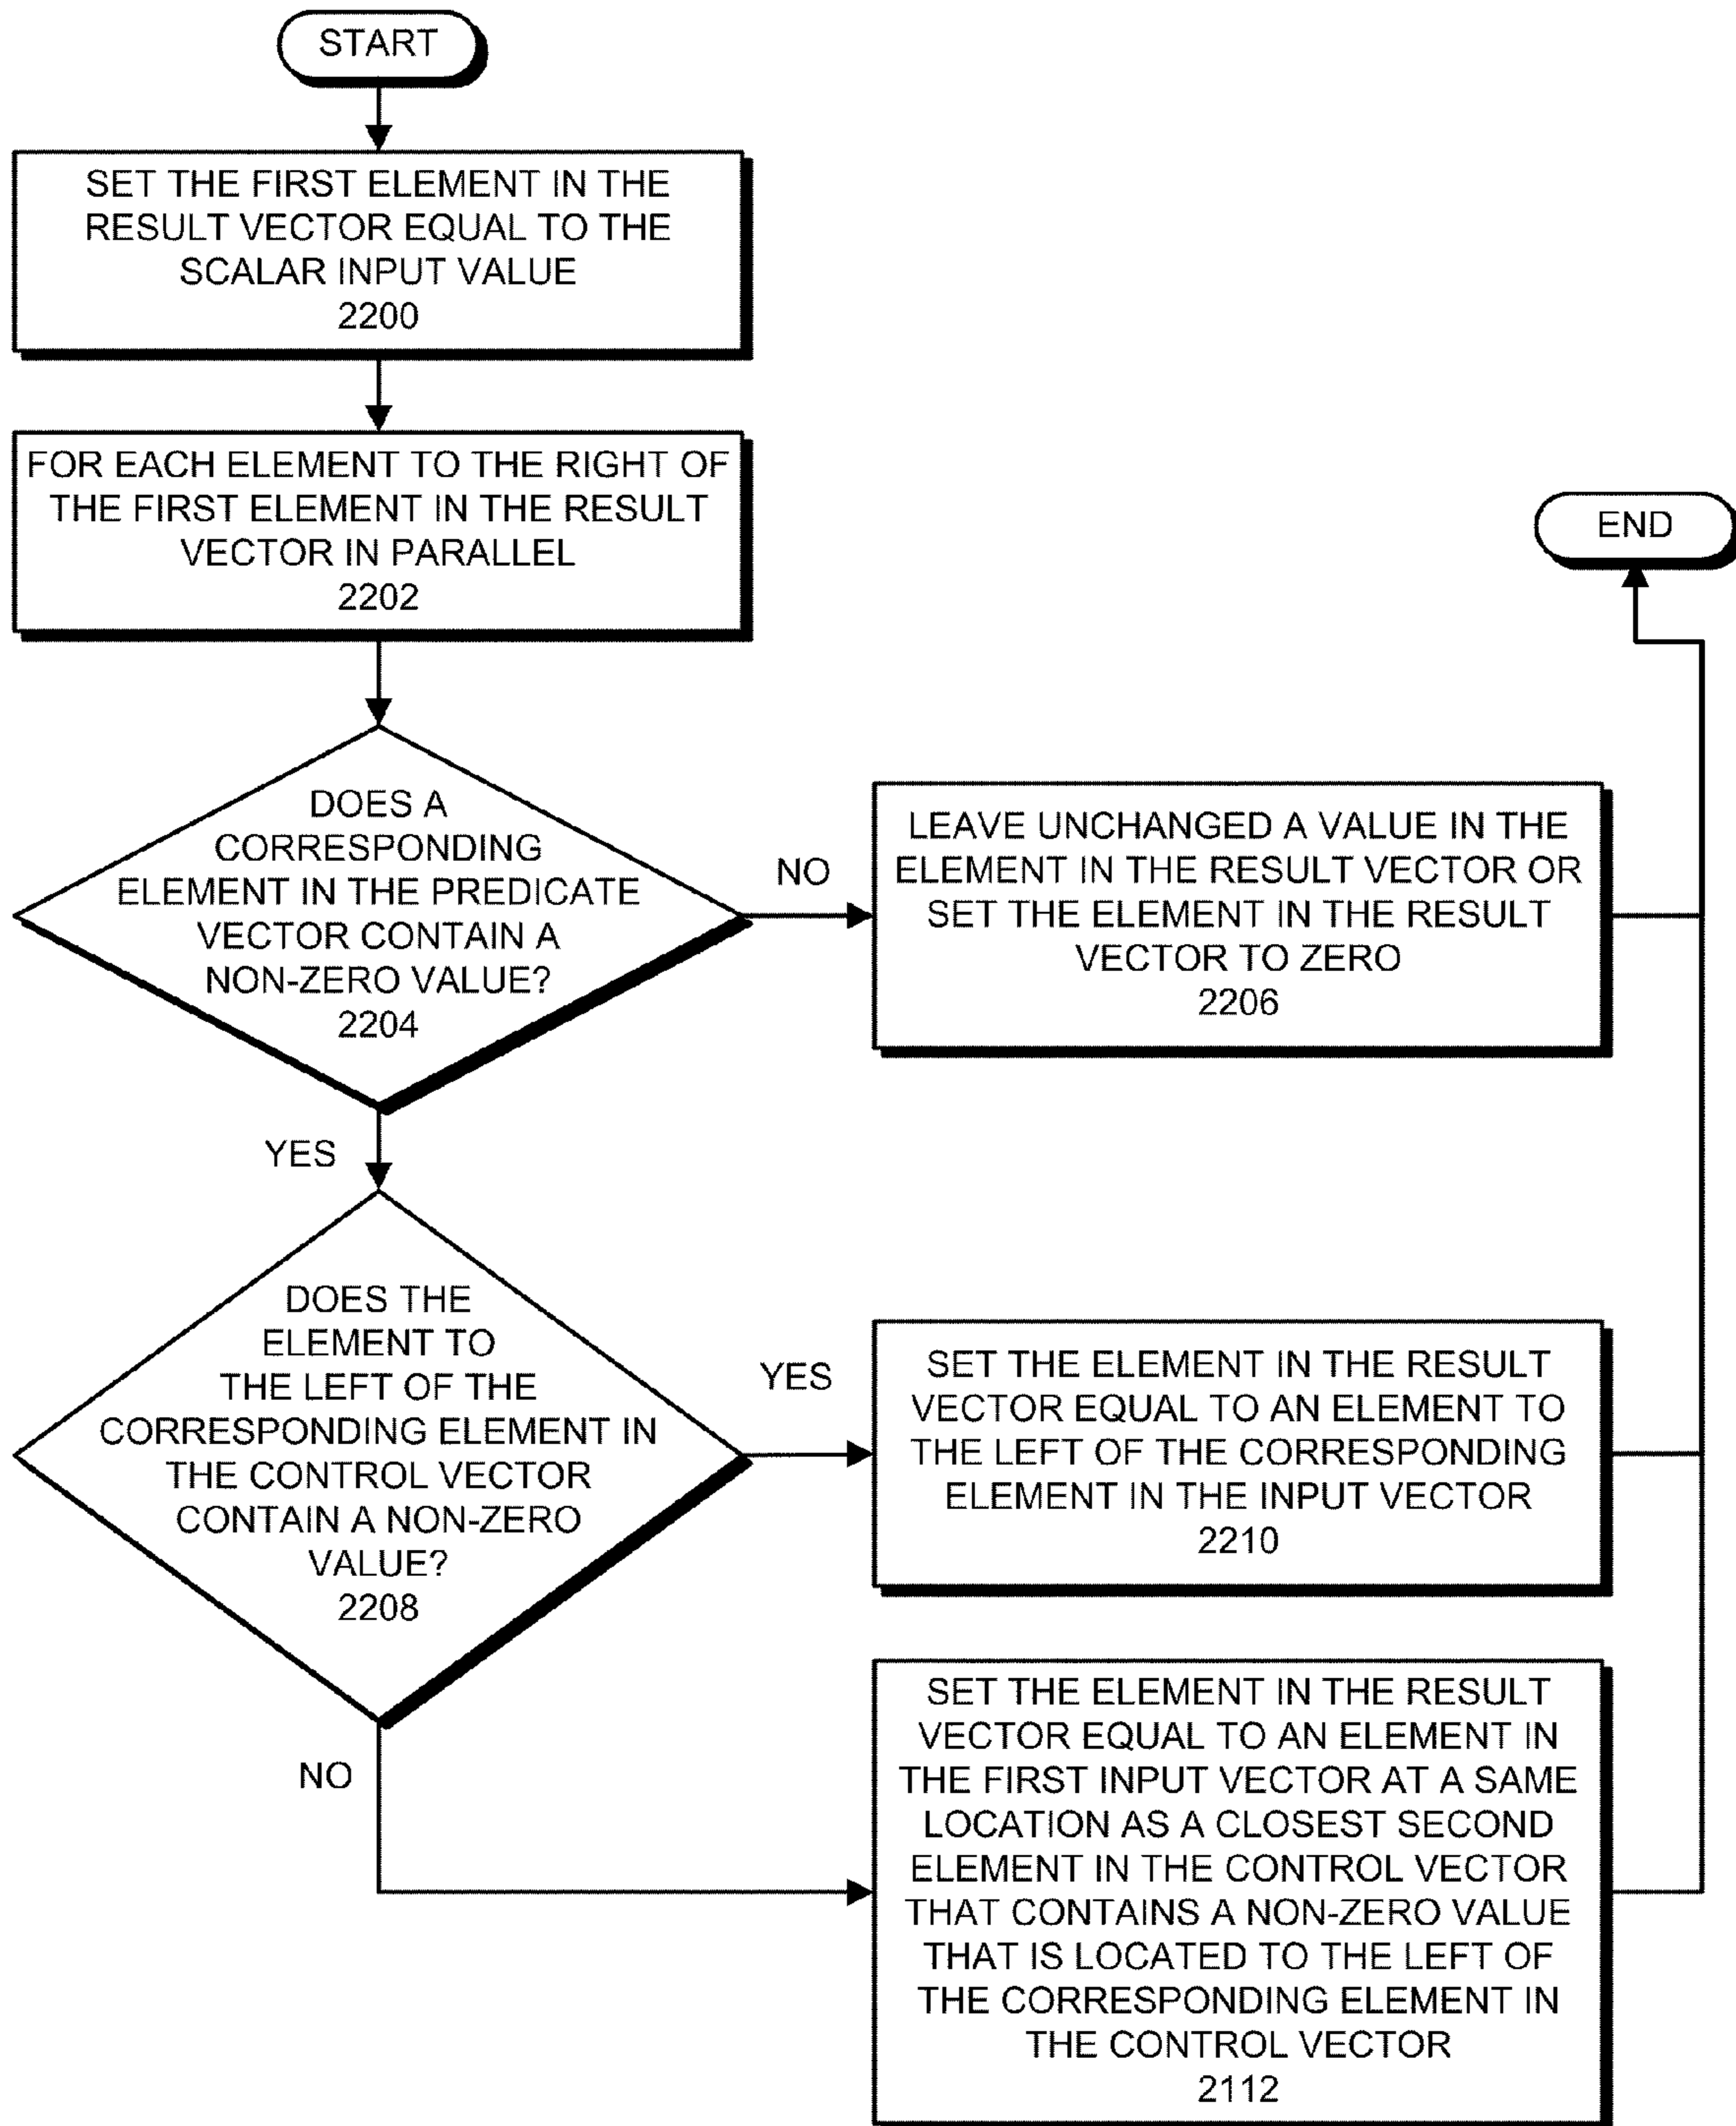 START
SET THE FIRST ELEMENT IN THE
RESULT VECTOR EQUAL TO THE
SCALAR INPUT VALUE
2200
FOR EACH ELEMENT TO THE RIGHT OF
THE FIRST ELEMENT IN THE RESULT
VECTOR IN PARALLEL
2202
END
DOES A
CORRESPONDING
ELEMENT IN THE PREDICATE
VECTOR CONTAIN A
NON-ZERO VALUE?
2204
NO
LEAVE UNCHANGED A VALUE IN THE
ELEMENT IN THE RESULT VECTOR OR
SET THE ELEMENT IN THE RESULT
VECTOR TO ZERO
2206
YES
DOES THE
ELEMENT TO
THE LEFT OF THE
CORRESPONDING ELEMENT IN
THE CONTROL VECTOR
CONTAIN A NON-ZERO
VALUE?
2208
YES
SET THE ELEMENT IN THE RESULT
VECTOR EQUAL TO AN ELEMENT TO
THE LEFT OF THE CORRESPONDING
ELEMENT IN THE INPUT VECTOR
2210
NO
SET THE ELEMENT IN THE RESULT
VECTOR EQUAL TO AN ELEMENT IN
THE FIRST INPUT VECTOR AT A SAME
LOCATION AS A CLOSEST SECOND
ELEMENT IN THE CONTROL VECTOR
THAT CONTAINS A NON-ZERO VALUE
THAT IS LOCATED TO THE LEFT OF
THE CORRESPONDING ELEMENT IN
THE CONTROL VECTOR
2112